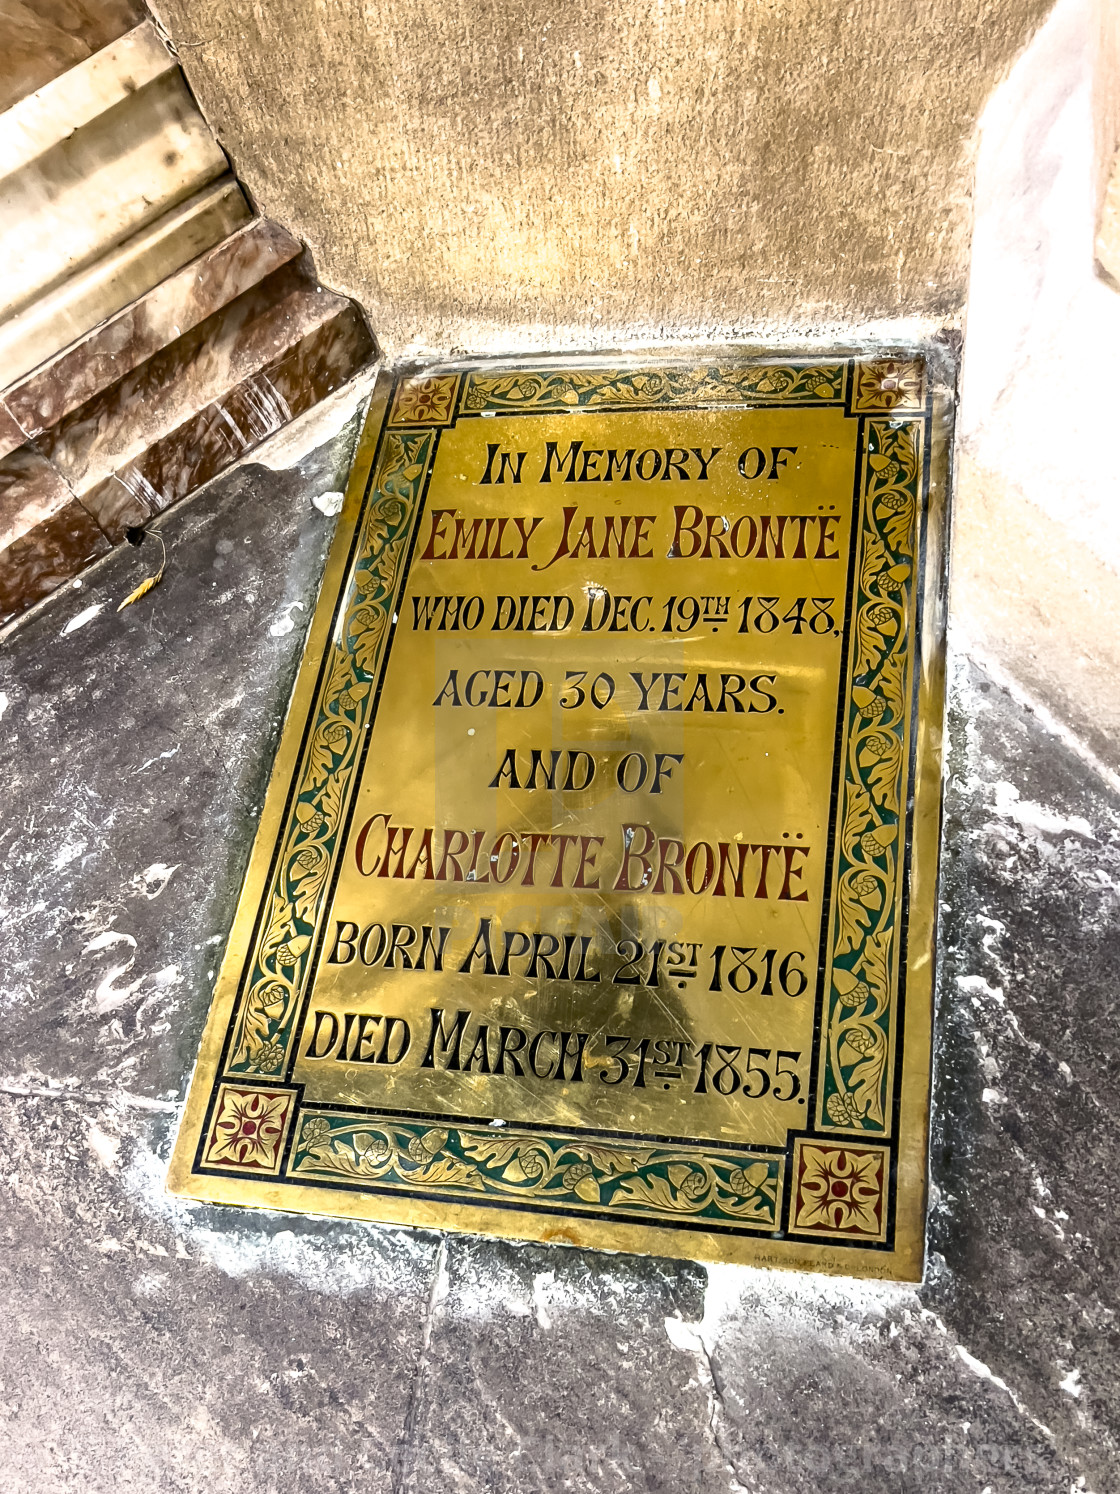 In Memory of
Emily Jane Brontë
who died Dec. 19th 1848,
aged 30 years.
and of
Charlotte Brontë
born April 21st 1816
died March 31st 1855.
LONDON